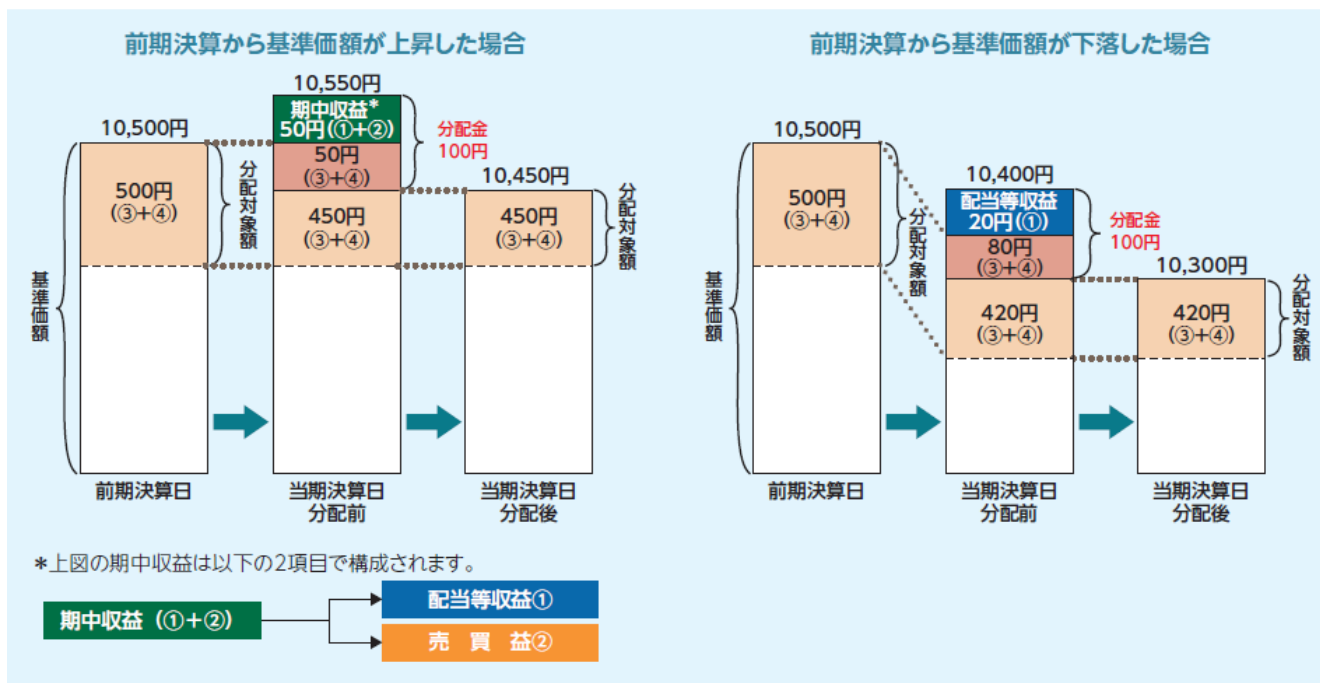 前期決算から基準価額が上昇した場合
10,500円
500円
(③+④)
基準価額
分配対象額
前期決算日
10,550円
期中収益*
50円(①+②)
50円
(③+④)
450円
(③+④)
分配金
100円
当期決算日
分配前
10,450円
450円
(③+④)
分配対象額
当期決算日
分配後
前期決算から基準価額が下落した場合
10,500円
500円
(③+④)
基準価額
分配対象額
前期決算日
10,400円
配当等収益
20円(①)
80円
(③+④)
420円
(③+④)
分配金
100円
当期決算日
分配前
10,300円
420円
(③+④)
分配対象額
当期決算日
分配後
*上図の期中収益は以下の2項目で構成されます。
期中収益(①+②)
配当等収益①
売 買 益②